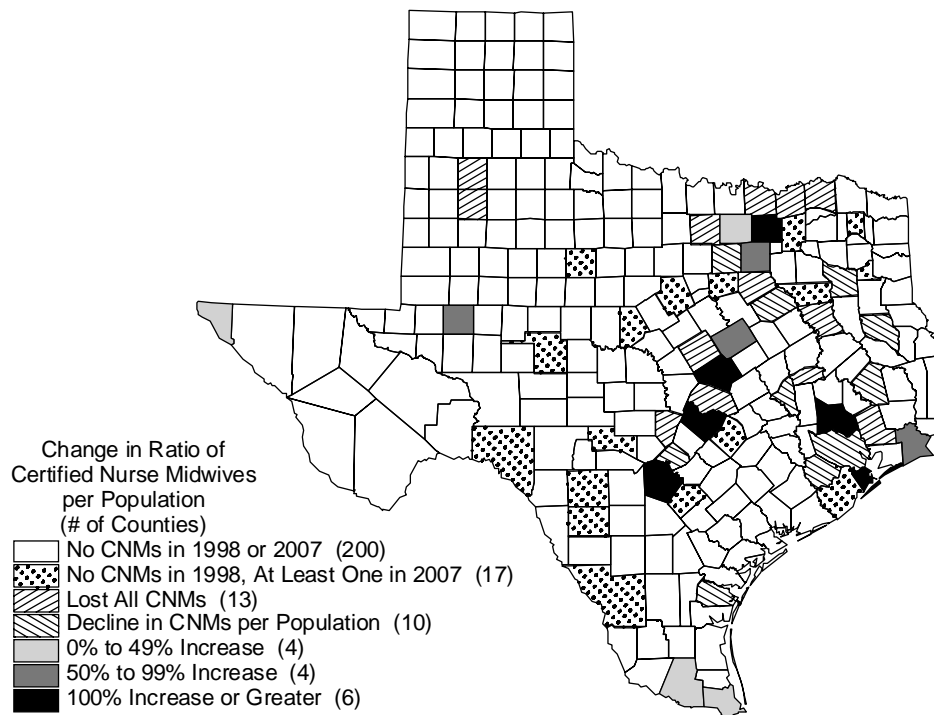 Change in Ratio of
Certified Nurse Midwives
per Population
(# of Counties)
No CNMs in 1998 or 2007 (200)
No CNMs in 1998, At Least One in 2007 (17)
Lost All CNMs (13)
Decline in CNMs per Population (10)
0% to 49% Increase (4)
50% to 99% Increase (4)
100% Increase or Greater (6)